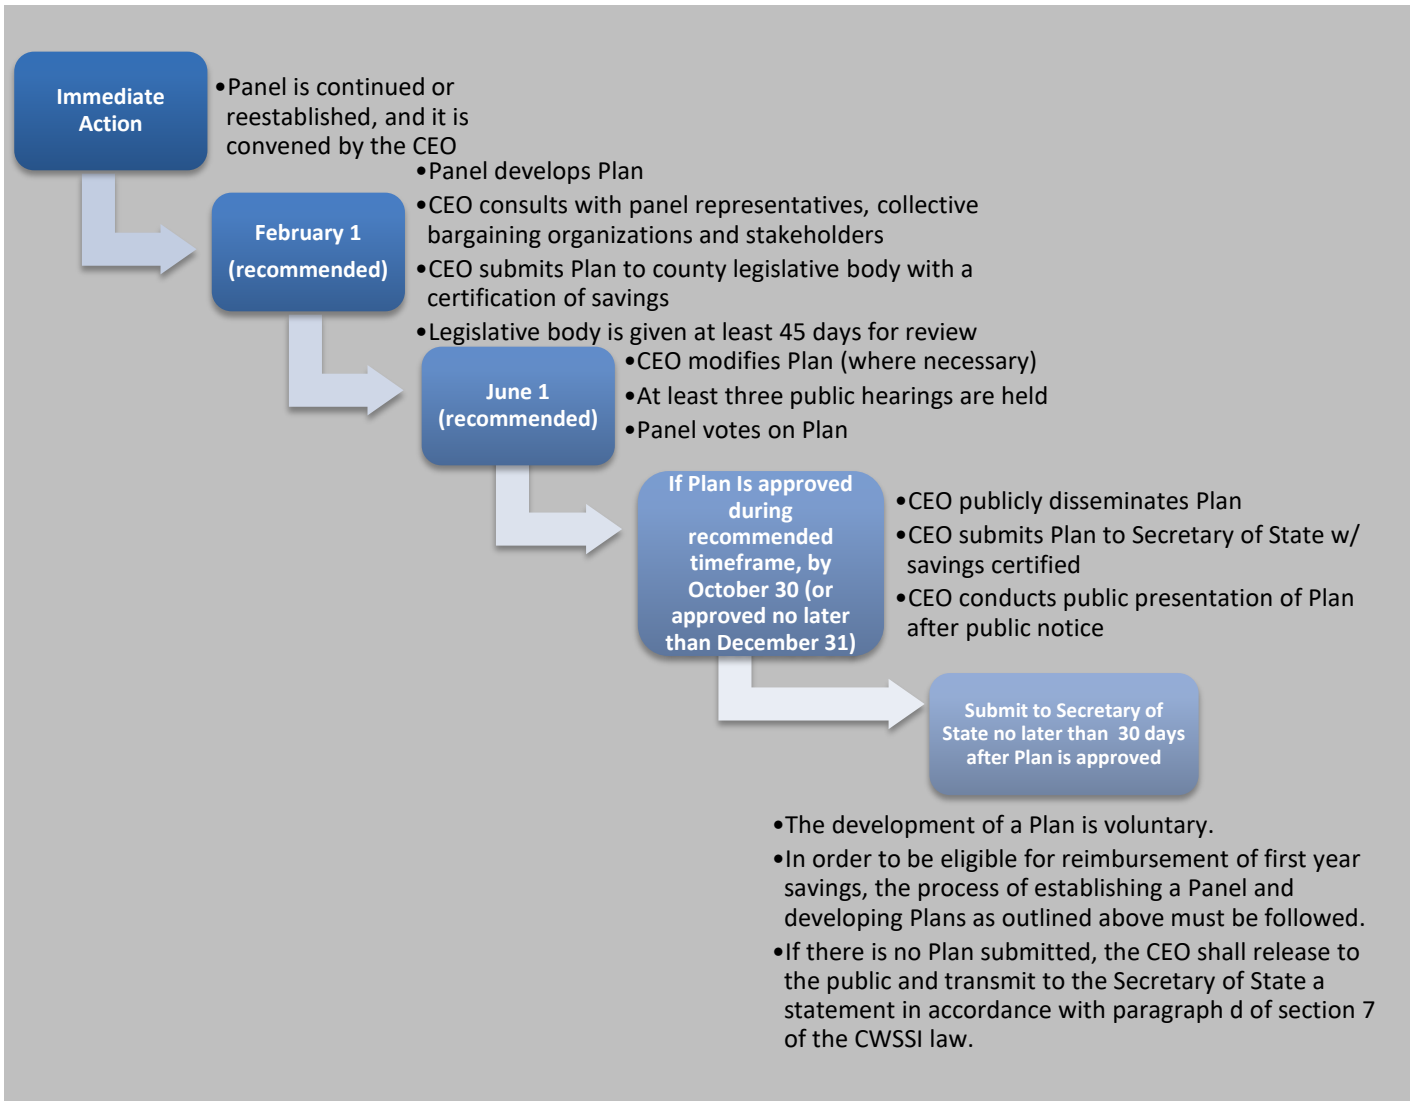 Immediate
Action
•Panel is continued or
reestablished, and it is
convened by the CEO
February 1
(recommended)
•Panel develops Plan
•CEO consults with panel representatives, collective
bargaining organizations and stakeholders
•CEO submits Plan to county legislative body with a
certification of savings
•Legislative body is given at least 45 days for review
June 1
(recommended)
•CEO modifies Plan (where necessary)
•At least three public hearings are held
•Panel votes on Plan
If Plan Is approved
during
recommended
timeframe, by
October 30 (or
approved no later
than December 31)
•CEO publicly disseminates Plan
•CEO submits Plan to Secretary of State w/
savings certified
•CEO conducts public presentation of Plan
after public notice
Submit to Secretary of
State no later than 30 days
after Plan is approved
•The development of a Plan is voluntary.
•In order to be eligible for reimbursement of first year
savings, the process of establishing a Panel and
developing Plans as outlined above must be followed.
•If there is no Plan submitted, the CEO shall release to
the public and transmit to the Secretary of State a
statement in accordance with paragraph d of section 7
of the CWSSI law.